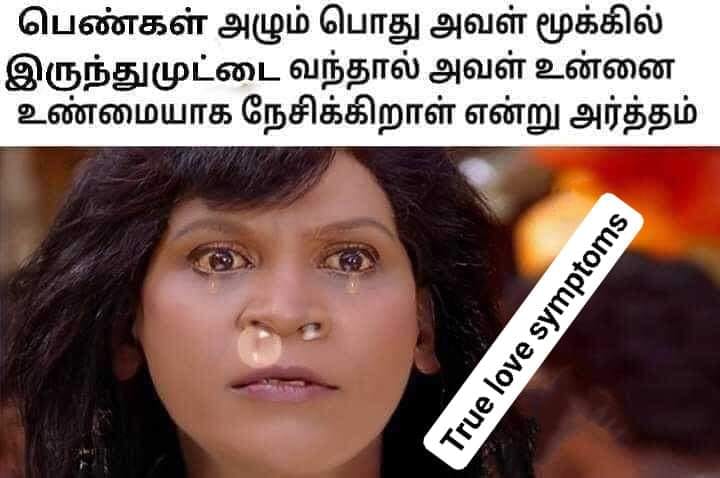 பெண்கள் அழும் பொது அவள் மூக்கில்
இருந்துமுட்டை வந்தால் அவள் உன்னை
உண்மையாக நேசிக்கிறாள் என்று அர்த்தம்
True love symptoms